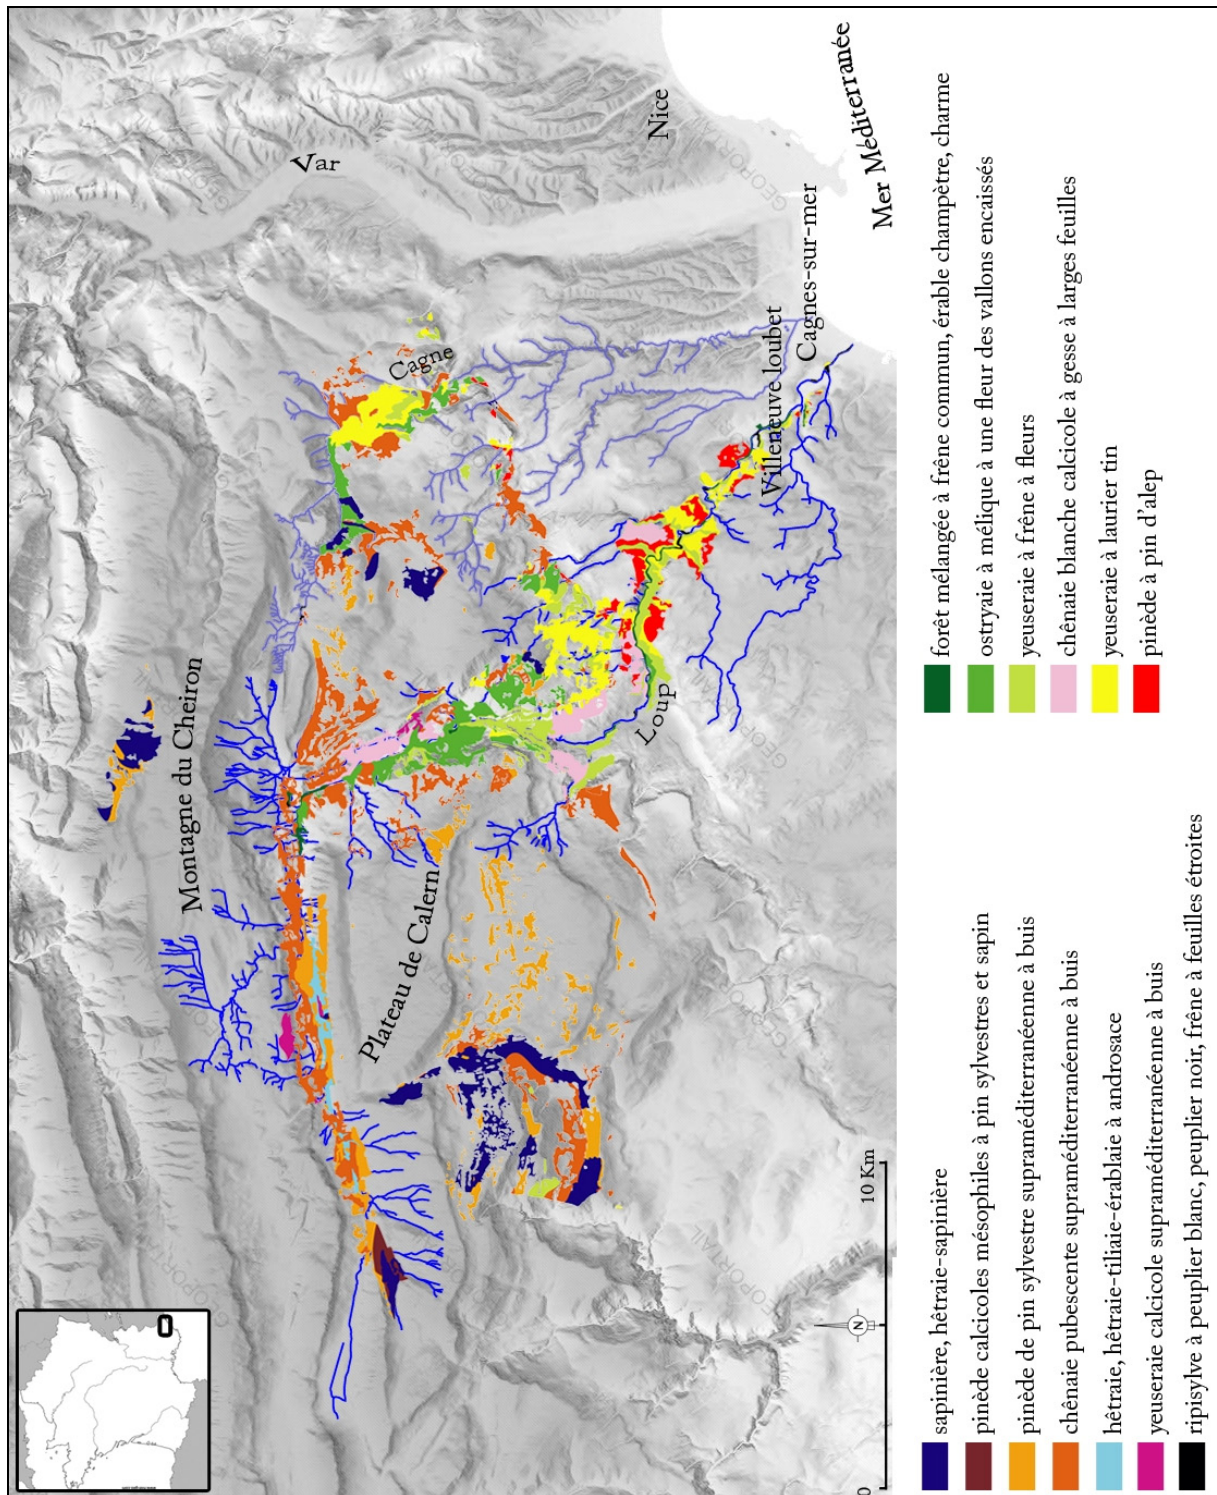 Mer Méditerranée
Nice
Var
Cagnes-sur-mer
Villeneuve loubet
Cagne
Loup
Montagne du Cheiron
Plateau de Calern
GEOPORTAIL
0
10 Km
N
sapinière, hêtraie-sapinière
pinède calcicoles mésophiles à pin sylvestres et sapin
pinède de pin sylvestre supraméditerranéenne à buis
chênaie pubescente supraméditerranéenne à buis
hêtraie, hêtraie-tiliaie-érablaie à androsace
yeuseraie calcicole supraméditerranéenne à buis
ripisylve à peuplier blanc, peuplier noir, frêne à feuilles étroites
forêt mélangée à frêne commun, érable champètre, charme
ostryaie à mélique à une fleur des vallons encaissés
yeuseraie à frêne à fleurs
chênaie blanche calcicole à gesse à larges feuilles
yeuseraie à laurier tin
pinède à pin d'alep